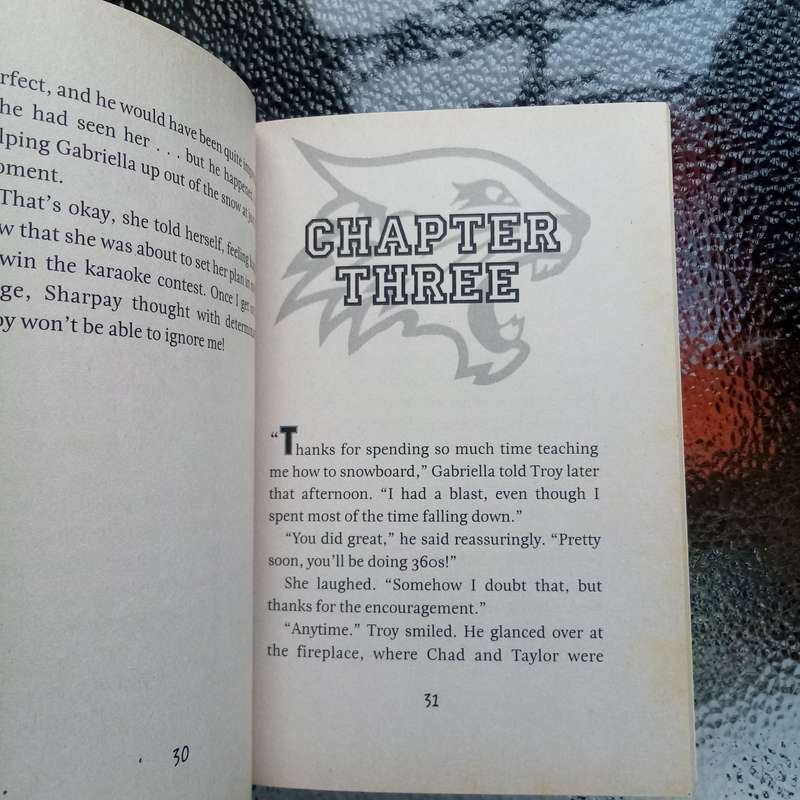 rfect, and he would have been quite
he had seen her . . . but he happened
lping Gabriella up out of the snow at
oment.
That's okay, she told herself, feeling
w that she was about to set her plan in
win the karaoke contest. Once I get
ge, Sharpay thought with
oy won't be able to ignore me!
30
CHAPTER
THREE
“Thanks for spending so much time teaching
me how to snowboard,” Gabriella told Troy later
that afternoon. “I had a blast, even though I
spent most of the time falling down.”
“You did great,” he said reassuringly. “Pretty
soon, you'll be doing 360s!”
She laughed. “Somehow I doubt that, but
thanks for the encouragement.”
“Anytime.” Troy smiled. He glanced over at
the fireplace, where Chad and Taylor were
31